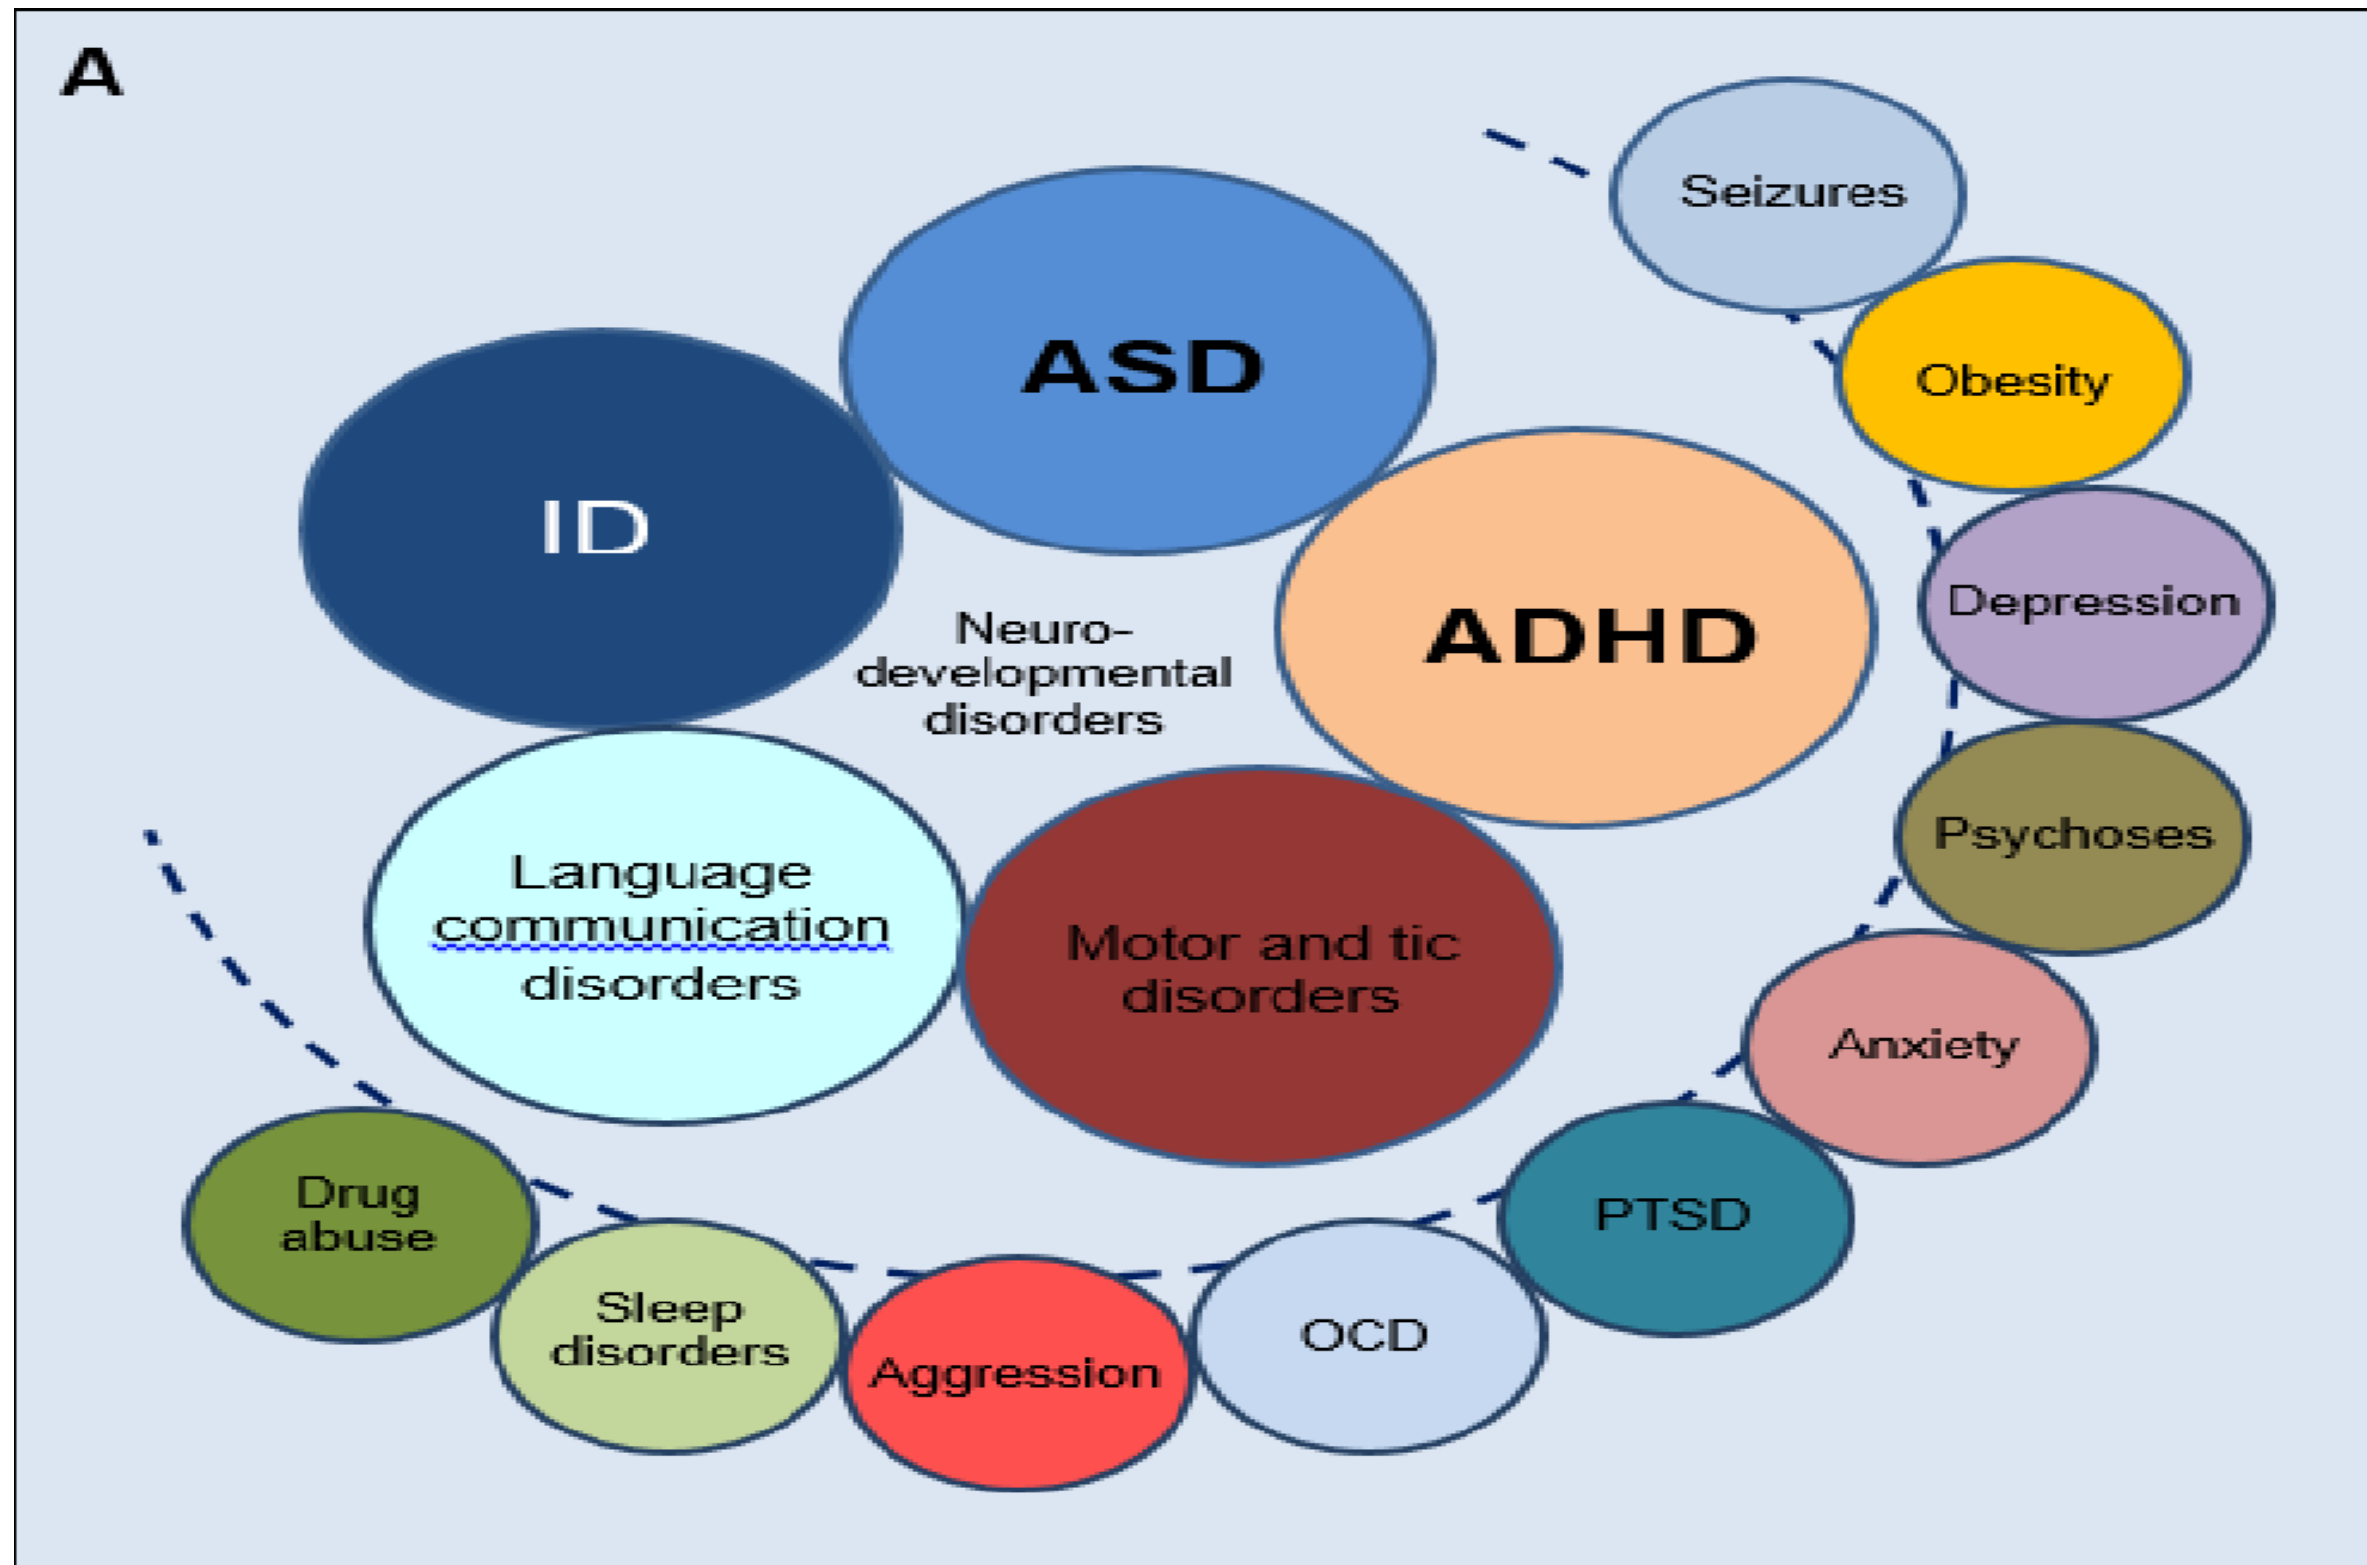 A
Seizures
ASD
Obesity
ID
ADHD
Depression
Neuro-
developmental
disorders
Psychoses
Language
communication
disorders
Motor and tic
disorders
Anxiety
Drug
abuse
PTSD
Sleep
disorders
OCD
Aggression